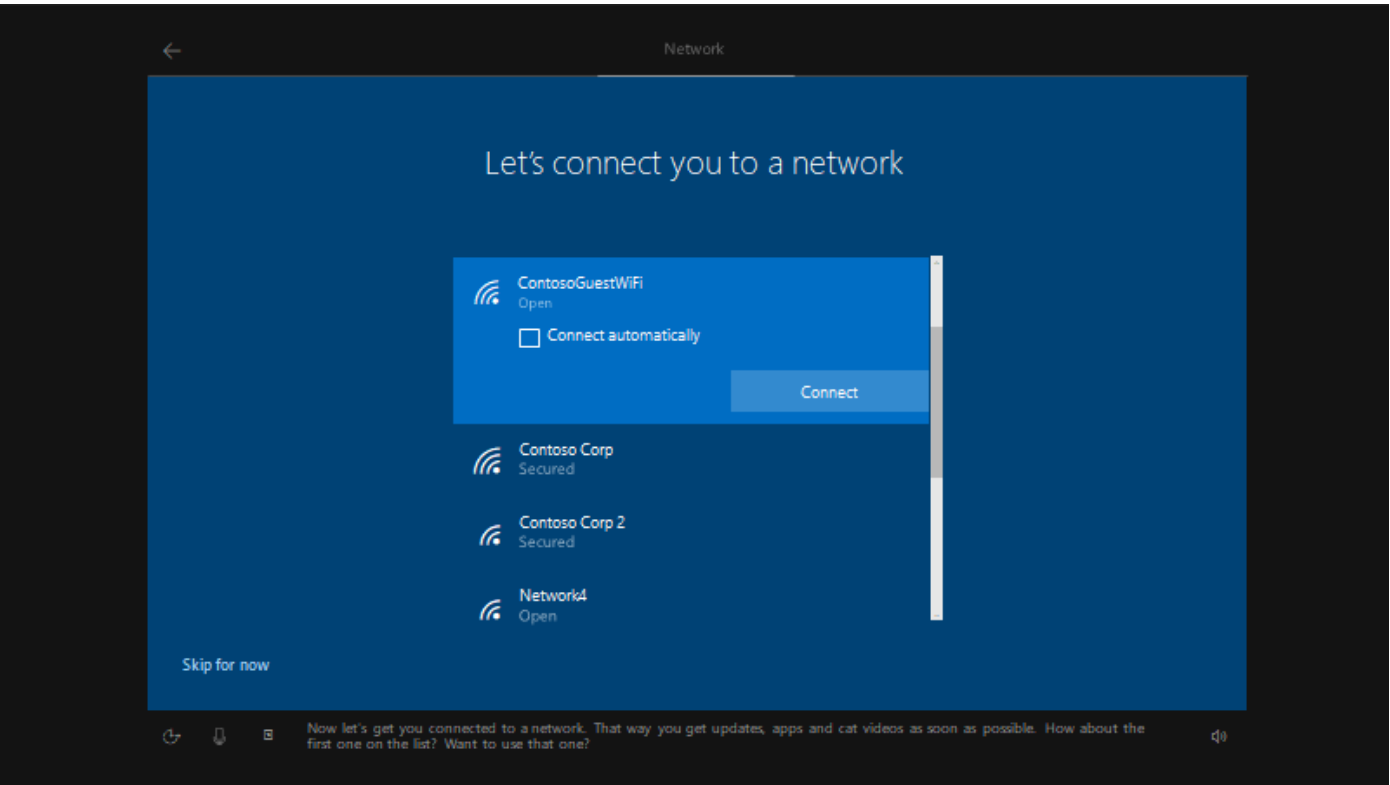 Network
Let's connect you to a network
ContosoGuestWiFi
Open
Connect automatically
Connect
Contoso Corp
Secured
Contoso Corp 2
Secured
Network4
Open
Skip for now
Now let's get you connected to a network. That way you get updates, apps and cat videos as soon as possible. How about the
first one on the list? Want to use that one?